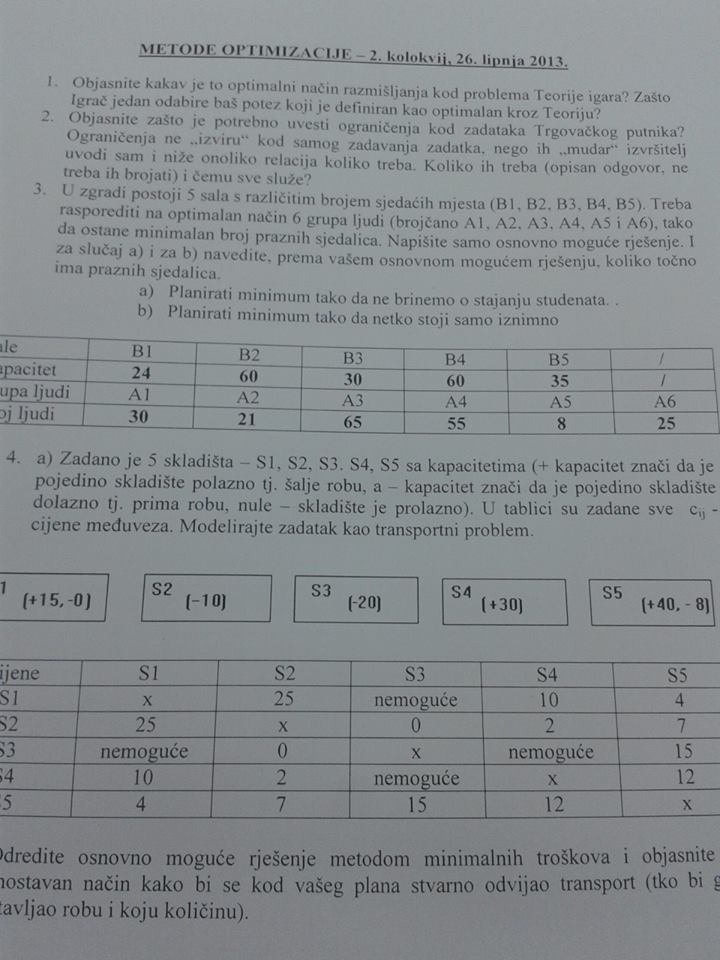 METODE OPTIMIZACIJE – 2. kolokvij, 26. lipnja 2013.
1. Objasnite kakav je to optimalni način razmišljanja kod problema Teorije igara? Zašto
Igrač jedan odabire baš potez koji je definiran kao optimalan kroz Teoriju?
2. Objasnite zašto je potrebno uvesti ograničenja kod zadataka Trgovačkog putnika?
Ograničenja ne „izviru“ kod samog zadavanja zadatka, nego ih „mudar“ izvršitelj
uvodi sam i niže onoliko relacija koliko treba. Koliko ih treba (opisan odgovor, ne
treba ih brojati) i čemu sve služe?
3. U zgradi postoji 5 sala s različitim brojem sjedaćih mjesta (B1, B2, B3, B4, B5). Treba
rasporediti na optimalan način 6 grupa ljudi (brojčano A1, A2, A3, A4, A5 i A6), tako
da ostane minimalan broj praznih sjedalica. Napišite samo osnovno moguće rješenje. I
za slučaj a) i za b) navedite, prema vašem osnovnom mogućem rješenju, koliko točno
ima praznih sjedalica.
a) Planirati minimum tako da ne brinemo o stajanju studenata. .
b) Planirati minimum tako da netko stoji samo iznimno
ale B1 B2 B3 B4 B5 /
apacitet 24 60 30 60 35 /
upa ljudi A1 A2 A3 A4 A5 A6
oj ljudi 30 21 65 55 8 25
4. a) Zadano je 5 skladišta – S1, S2, S3. S4, S5 sa kapacitetima (+ kapacitet znači da je
pojedino skladište polazno tj. šalje robu, a – kapacitet znači da je pojedino skladište
dolazno tj. prima robu, nule – skladište je prolazno). U tablici su zadane sve cij -
cijene međuveza. Modelirajte zadatak kao transportni problem.
1 (+15,-0) S2 (-10) S3 (-20) S4 (+30) S5 (+40, - 8)
ijene S1 S2 S3 S4 S5
S1 x 25 nemoguće 10 4
S2 25 x 0 2 7
S3 nemoguće 0 x nemoguće 15
S4 10 2 nemoguće x 12
5 4 7 15 12 x
Odredite osnovno moguće rješenje metodom minimalnih troškova i objasnite
nostavan način kako bi se kod vašeg plana stvarno odvijao transport (tko bi g
tavljao robu i koju količinu).